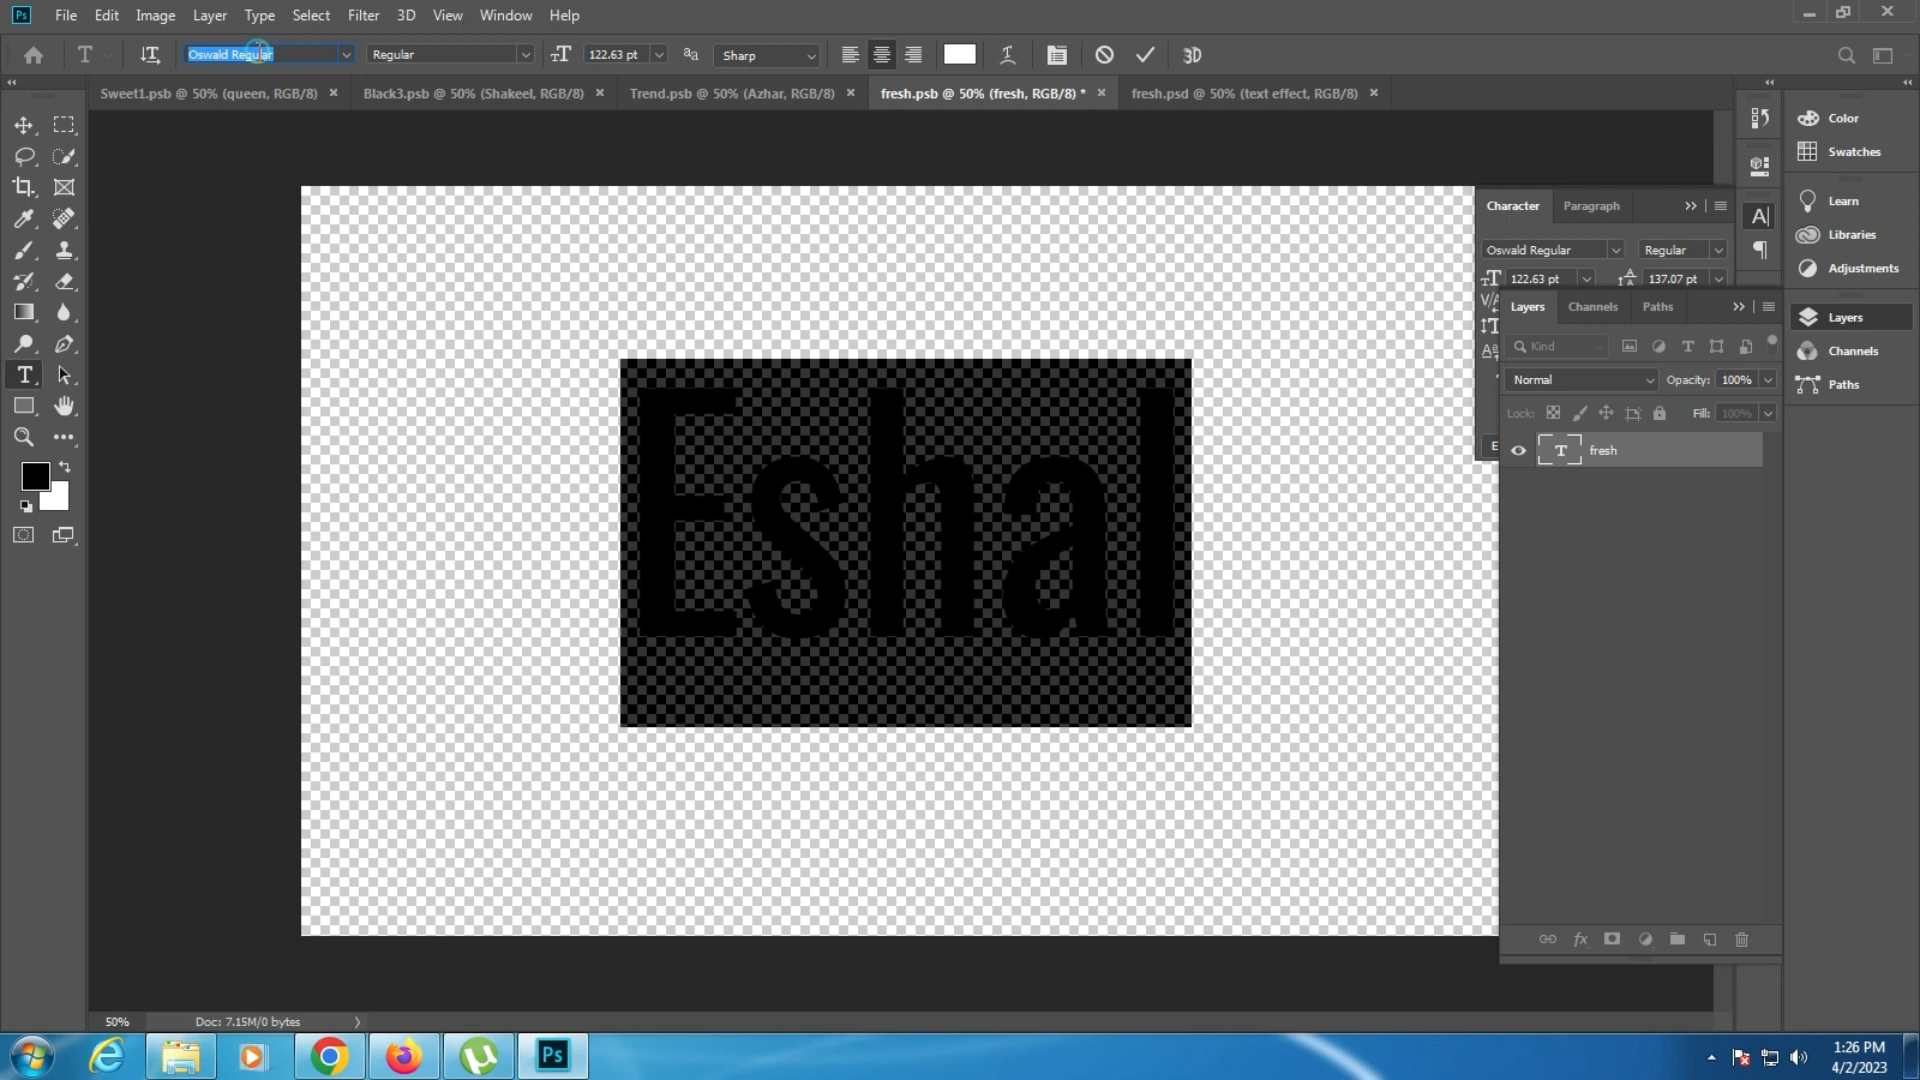 Ps File Edit Image Layer Type Select Filter 3D View Window Help
Oswald Regular Regular 122.63 pt Sharp 3D
Sweet1.psb @ 50% (queen, RGB/8) Black3.psb @ 50% (Shakeel, RGB/8) Trend.psb @ 50% (Azhar, RGB/8) fresh.psb @ 50% (fresh, RGB/8) * fresh.psd @ 50% (text effect, RGB/8)
Color
Swatches
Learn
Libraries
Adjustments
Layers
Channels
Paths
Character Paragraph
Oswald Regular Regular
122.63 pt 137.07 pt
Layers Channels Paths
Kind
Normal Opacity: 100%
Lock: Fill: 100%
fresh
Eshal
50% Doc: 7.15M/0 bytes
Ps
1:26 PM
4/2/2023